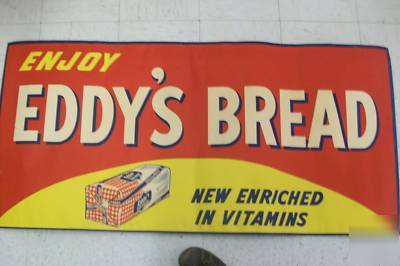 ENJOY
EDDY'S BREAD
NEW ENRICHED
IN VITAMINS